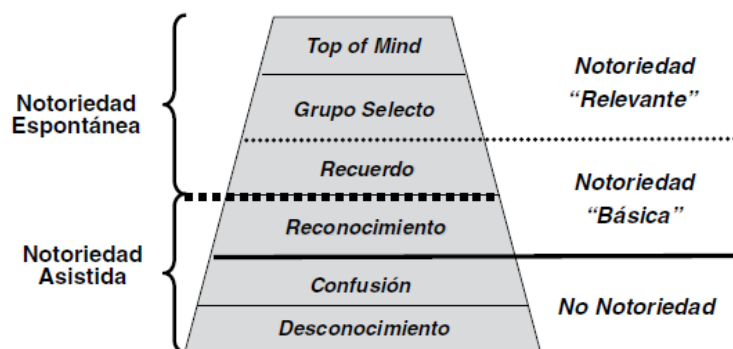 Top of Mind
Grupo Selecto
Recuerdo
Reconocimiento
Confusión
Desconocimiento
Notoriedad
Espontánea
Notoriedad
Asistida
Notoriedad
“Relevante”
Notoriedad
“Básica”
No Notoriedad